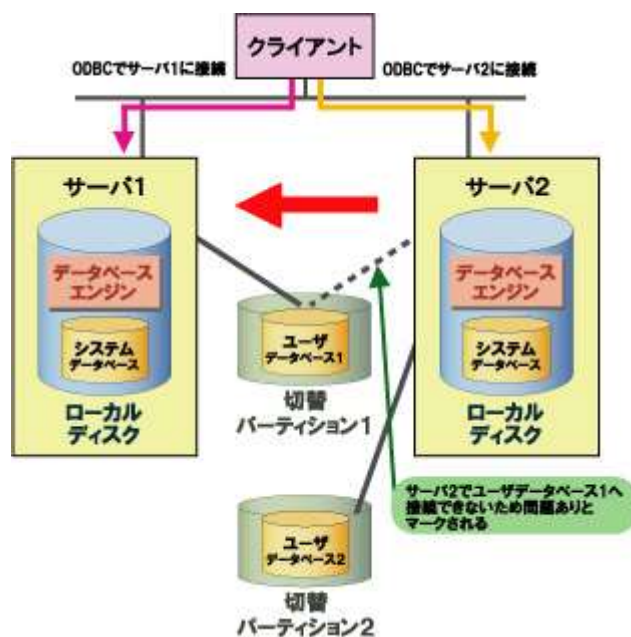 クライアント
ODBCでサーバ1に接続
ODBCでサーバ2に接続
サーバ1
データベース
エンジン
システム
データベース
ローカル
ディスク
サーバ2
データベース
エンジン
システム
データベース
ローカル
ディスク
ユーザ
データベース1
切替
パーティション1
サーバ2でユーザデータベース1へ
接続できないため問題ありと
マークされる
ユーザ
データベース2
切替
パーティション2